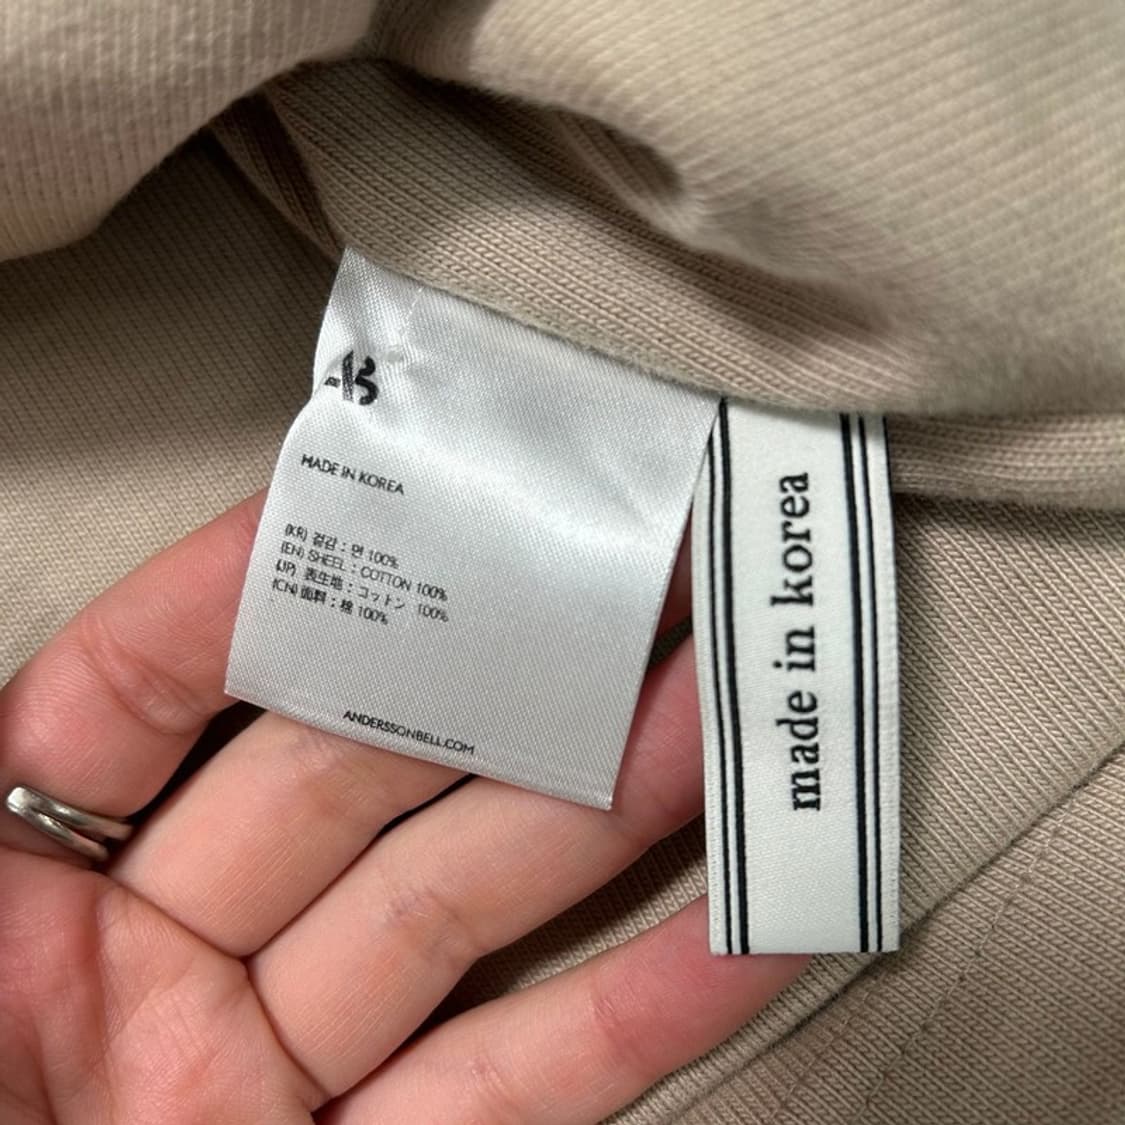 AB
MADE IN KOREA
(KR) 겉감 : 면 100%
(EN) SHEEL : COTTON 100%
(JP) 表生地 : コットン 100%
(CN) 面料 : 棉 100%
ANDERSSONBELL.COM
made in korea